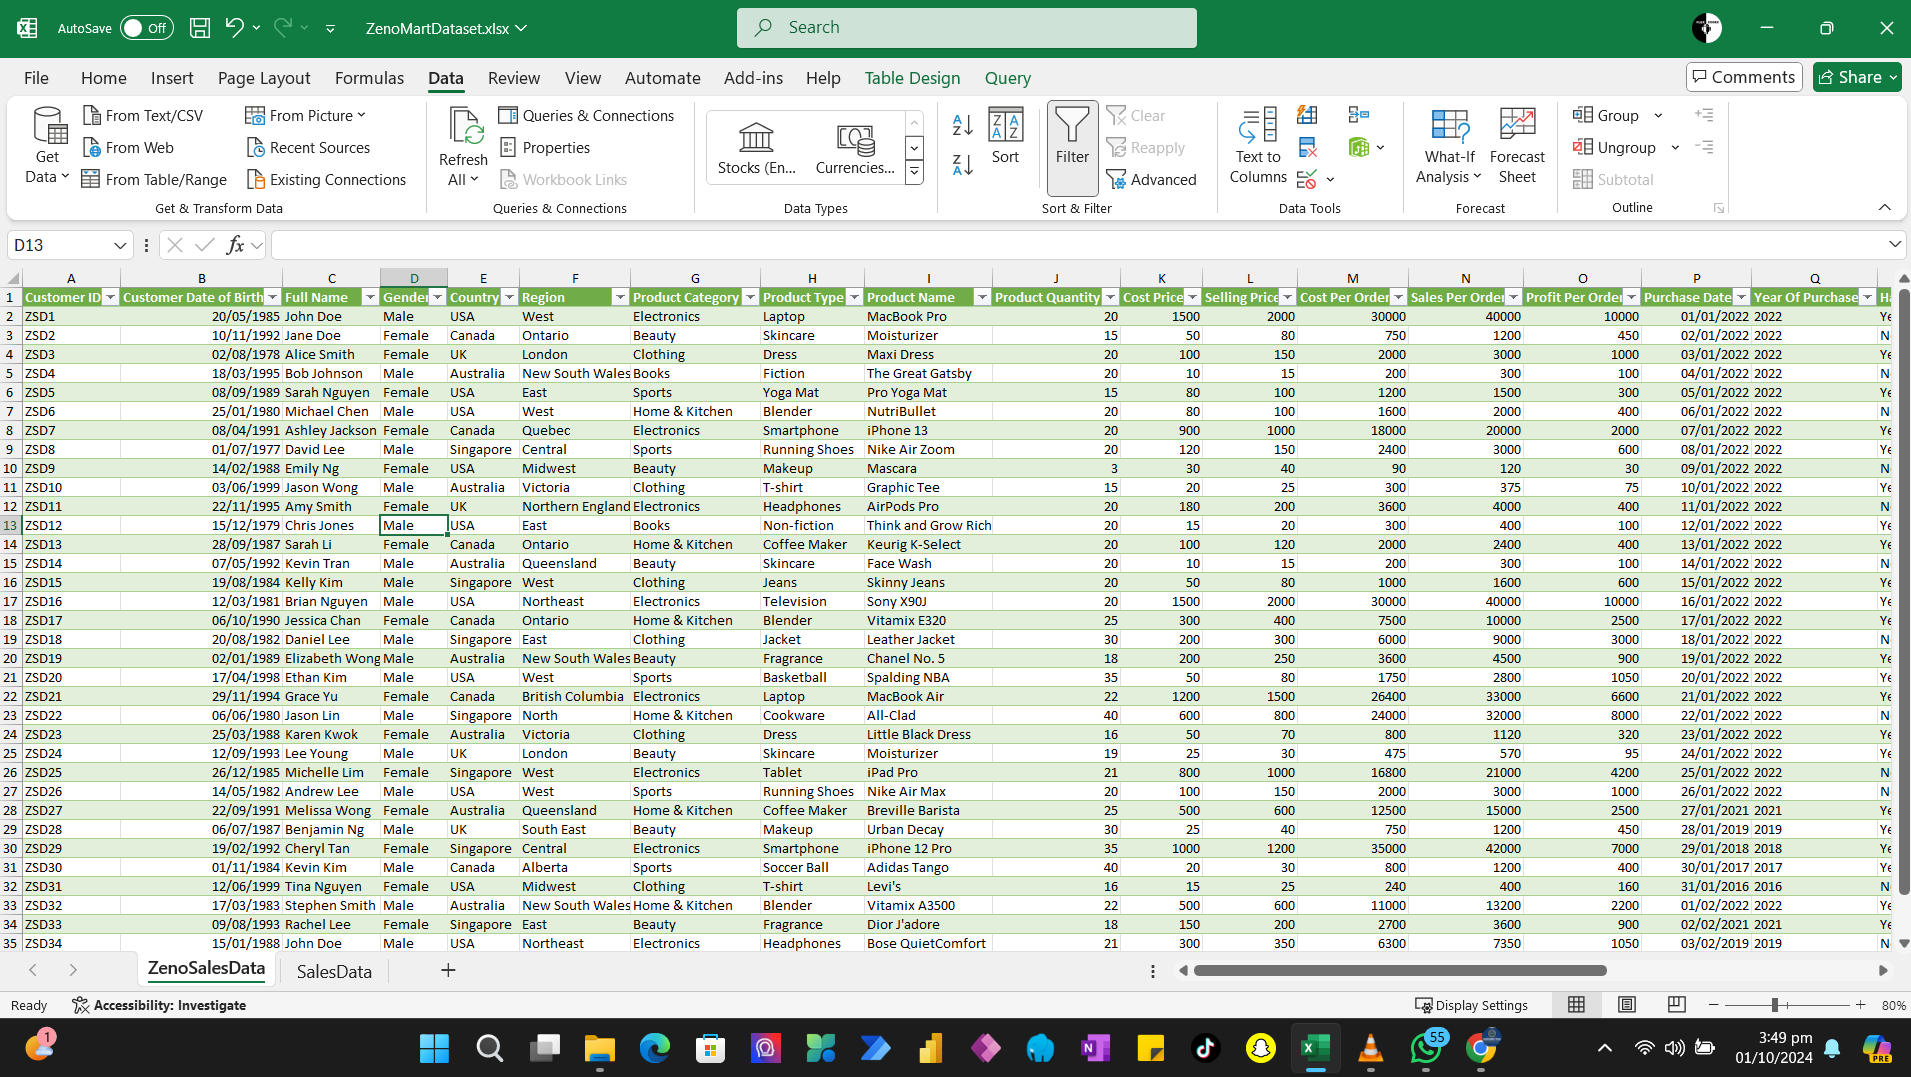 AutoSave Off ZenoMartDataset.xlsx Search
File Home Insert Page Layout Formulas Data Review View Automate Add-ins Help Table Design Query Comments Share
Get Data
From Text/CSV
From Web
From Table/Range
From Picture
Recent Sources
Existing Connections
Get & Transform Data
Refresh All
Queries & Connections
Properties
Workbook Links
Queries & Connections
Stocks (En...
Currencies...
Data Types
Sort
Filter
Clear
Reapply
Advanced
Sort & Filter
Text to Columns
Data Tools
What-If Analysis
Forecast Sheet
Forecast
Group
Ungroup
Subtotal
Outline
D13 fx
A B C D E F G H I J K L M N O P Q
1 Customer ID Customer Date of Birth Full Name Gender Country Region Product Category Product Type Product Name Product Quantity Cost Price Selling Price Cost Per Order Sales Per Order Profit Per Order Purchase Date Year Of Purchase Ha
2 ZSD1 20/05/1985 John Doe Male USA West Electronics Laptop MacBook Pro 20 1500 2000 30000 40000 10000 01/01/2022 2022 Ye
3 ZSD2 10/11/1992 Jane Doe Female Canada Ontario Beauty Skincare Moisturizer 15 50 80 750 1200 450 02/01/2022 2022 N
4 ZSD3 02/08/1978 Alice Smith Female UK London Clothing Dress Maxi Dress 20 100 150 2000 3000 1000 03/01/2022 2022 Ye
5 ZSD4 18/03/1995 Bob Johnson Male Australia New South Wales Books Fiction The Great Gatsby 20 10 15 200 300 100 04/01/2022 2022 N
6 ZSD5 08/09/1989 Sarah Nguyen Female USA East Sports Yoga Mat Pro Yoga Mat 15 80 100 1200 1500 300 05/01/2022 2022 Ye
7 ZSD6 25/01/1980 Michael Chen Male USA West Home & Kitchen Blender NutriBullet 20 80 100 1600 2000 400 06/01/2022 2022 N
8 ZSD7 08/04/1991 Ashley Jackson Female Canada Quebec Electronics Smartphone iPhone 13 20 900 1000 18000 20000 2000 07/01/2022 2022 Ye
9 ZSD8 01/07/1977 David Lee Male Singapore Central Sports Running Shoes Nike Air Zoom 20 120 150 2400 3000 600 08/01/2022 2022 Ye
10 ZSD9 14/02/1988 Emily Ng Female USA Midwest Beauty Makeup Mascara 3 30 40 90 120 30 09/01/2022 2022 N
11 ZSD10 03/06/1999 Jason Wong Male Australia Victoria Clothing T-shirt Graphic Tee 15 20 25 300 375 75 10/01/2022 2022 Ye
12 ZSD11 22/11/1995 Amy Smith Female UK Northern England Electronics Headphones AirPods Pro 20 180 200 3600 4000 400 11/01/2022 2022 N
13 ZSD12 15/12/1979 Chris Jones Male USA East Books Non-fiction Think and Grow Rich 20 15 20 300 400 100 12/01/2022 2022 Ye
14 ZSD13 28/09/1987 Sarah Li Female Canada Ontario Home & Kitchen Coffee Maker Keurig K-Select 20 100 120 2000 2400 400 13/01/2022 2022 N
15 ZSD14 07/05/1992 Kevin Tran Male Australia Queensland Beauty Skincare Face Wash 20 10 15 200 300 100 14/01/2022 2022 N
16 ZSD15 19/08/1984 Kelly Kim Male Singapore West Clothing Jeans Skinny Jeans 20 50 80 1000 1600 600 15/01/2022 2022 Ye
17 ZSD16 12/03/1981 Brian Nguyen Male USA Northeast Electronics Television Sony X90J 20 1500 2000 30000 40000 10000 16/01/2022 2022 Ye
18 ZSD17 06/10/1990 Jessica Chan Female Canada Ontario Home & Kitchen Blender Vitamix E320 25 300 400 7500 10000 2500 17/01/2022 2022 Ye
19 ZSD18 20/08/1982 Daniel Lee Male Singapore East Clothing Jacket Leather Jacket 30 200 300 6000 9000 3000 18/01/2022 2022 N
20 ZSD19 02/01/1989 Elizabeth Wong Male Australia New South Wales Beauty Fragrance Chanel No. 5 18 200 250 3600 4500 900 19/01/2022 2022 Ye
21 ZSD20 17/04/1998 Ethan Kim Male USA West Sports Basketball Spalding NBA 35 50 80 1750 2800 1050 20/01/2022 2022 Ye
22 ZSD21 29/11/1994 Grace Yu Female Canada British Columbia Electronics Laptop MacBook Air 22 1200 1500 26400 33000 6600 21/01/2022 2022 Ye
23 ZSD22 06/06/1980 Jason Lin Male Singapore North Home & Kitchen Cookware All-Clad 40 600 800 24000 32000 8000 22/01/2022 2022 N
24 ZSD23 25/03/1988 Karen Kwok Female Australia Victoria Clothing Dress Little Black Dress 16 50 70 800 1120 320 23/01/2022 2022 Ye
25 ZSD24 12/09/1993 Lee Young Male UK London Beauty Skincare Moisturizer 19 25 30 475 570 95 24/01/2022 2022 Ye
26 ZSD25 26/12/1985 Michelle Lim Female Singapore West Electronics Tablet iPad Pro 21 800 1000 16800 21000 4200 25/01/2022 2022 N
27 ZSD26 14/05/1982 Andrew Lee Male USA West Sports Running Shoes Nike Air Max 20 100 150 2000 3000 1000 26/01/2022 2022 N
28 ZSD27 22/09/1991 Melissa Wong Female Australia Queensland Home & Kitchen Coffee Maker Breville Barista 25 500 600 12500 15000 2500 27/01/2021 2021 Ye
29 ZSD28 06/07/1987 Benjamin Ng Male UK South East Beauty Makeup Urban Decay 30 25 40 750 1200 450 28/01/2019 2019 Ye
30 ZSD29 19/02/1992 Cheryl Tan Female Singapore Central Electronics Smartphone iPhone 12 Pro 35 1000 1200 35000 42000 7000 29/01/2018 2018 Ye
31 ZSD30 01/11/1984 Kevin Kim Male Canada Alberta Sports Soccer Ball Adidas Tango 40 20 30 800 1200 400 30/01/2017 2017 Ye
32 ZSD31 12/06/1999 Tina Nguyen Female USA Midwest Clothing T-shirt Levi's 16 15 25 240 400 160 31/01/2016 2016 N
33 ZSD32 17/03/1983 Stephen Smith Male Australia New South Wales Home & Kitchen Blender Vitamix A3500 22 500 600 11000 13200 2200 01/02/2022 2022 Ye
34 ZSD33 09/08/1993 Rachel Lee Female Singapore East Beauty Fragrance Dior J'adore 18 150 200 2700 3600 900 02/02/2021 2021 Ye
35 ZSD34 15/01/1988 John Doe Male USA Northeast Electronics Headphones Bose QuietComfort 21 300 350 6300 7350 1050 03/02/2019 2019 N
ZenoSalesData SalesData
Ready Accessibility: Investigate Display Settings 80%
1 55 3:49 pm
01/10/2024 PRE